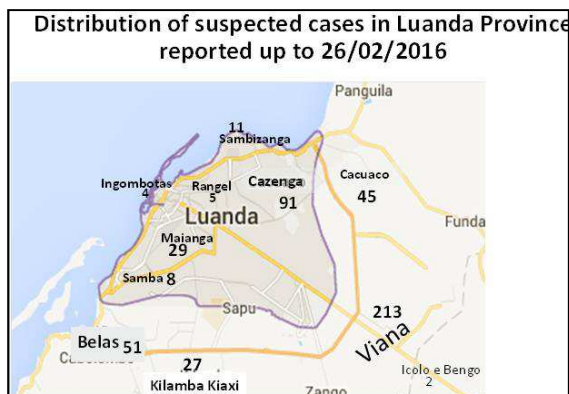 Distribution of suspected cases in Luanda Province
reported up to 26/02/2016
Panguila
11
Sambizanga
Ingombotas
4
Rangel
5
Cazenga
91
Cacuaco
45
Luanda
Funda
Maianga
29
Samba 8
Sapu
213
Viana
Belas 51
27
Kilamba Kiaxi
Icolo e Bengo
2
Zango